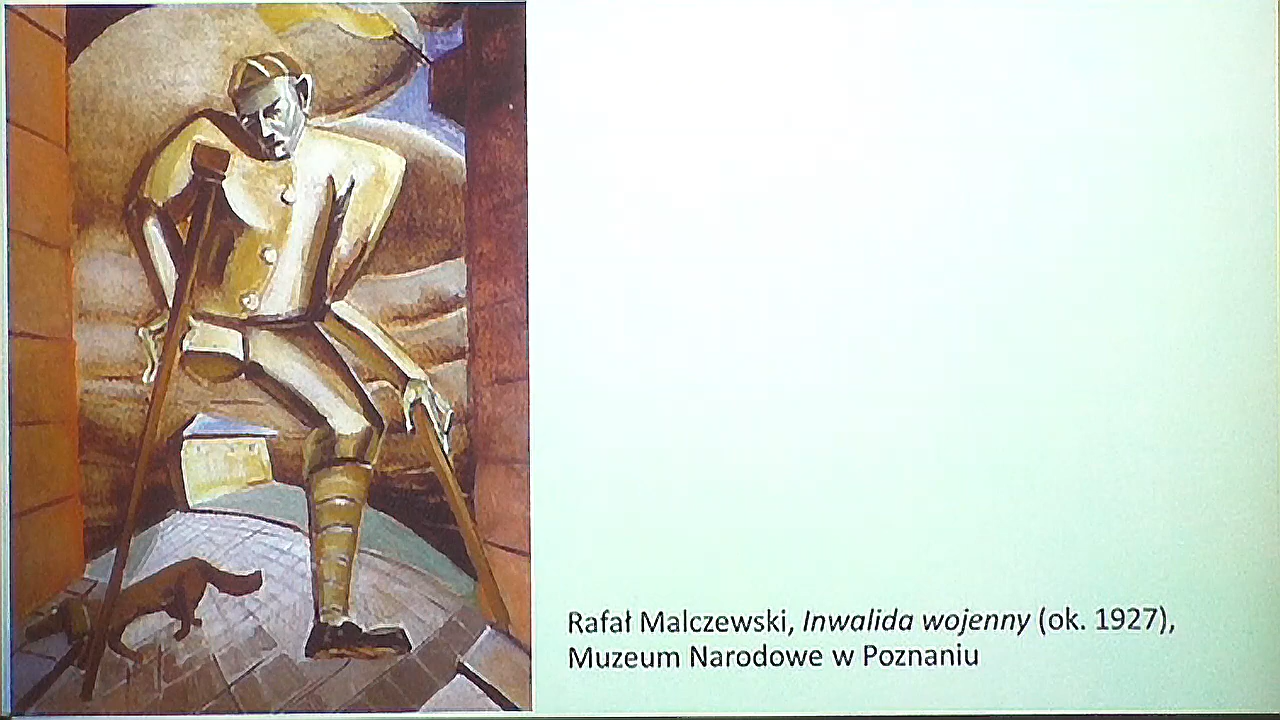 Rafał Malczewski, Inwalida wojenny (ok. 1927),
Muzeum Narodowe w Poznaniu